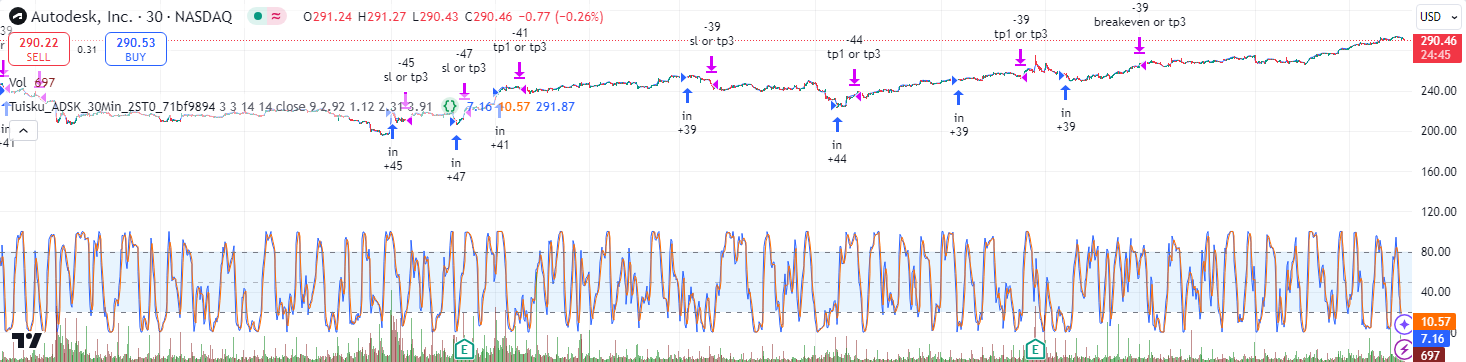 Autodesk, Inc. · 30 · NASDAQ O291.24 H291.27 L290.43 C290.46 −0.77 (−0.26%)
USD
290.22
SELL
0.31
290.53
BUY
Vol 697
Tuisku_ADSK_30Min_2ST0_71bf9894 3 3 14 14 close 9 2.92 1.12 2.31 3.91 {} 7.16 10.57 291.87
-39
in
+41
-45
sl or tp3
in
+45
-47
sl or tp3
in
+47
-41
tp1 or tp3
in
+41
-39
sl or tp3
in
+39
-44
tp1 or tp3
in
+44
-39
tp1 or tp3
in
+39
-39
breakeven or tp3
in
+39
290.46
24:45
240.00
200.00
160.00
120.00
80.00
40.00
10.57
7.16
697
E
E